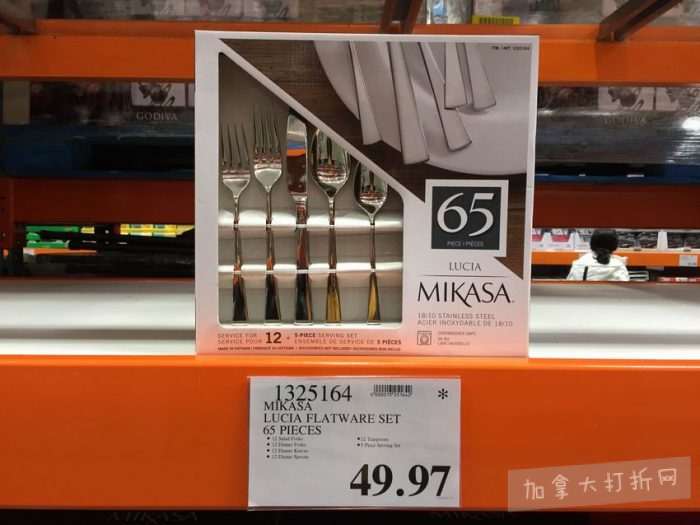 GODIVA
GODIVA
65
PIECE / PIÈCES
LUCIA
MIKASA
18/10 STAINLESS STEEL
ACIER INOXYDABLE DE 18/10
SERVICE FOR
SERVICE POUR
12 +
5-PIECE SERVING SET
ENSEMBLE DE SERVICE DE 5 PIÈCES
1325164
*
MIKASA
LUCIA FLATWARE SET
65 PIECES
12 Salad Forks
12 Dinner Forks
12 Dinner Knives
12 Dinner Spoons
12 Teaspoons
5 Piece Serving Set
49.97
加拿大打折网